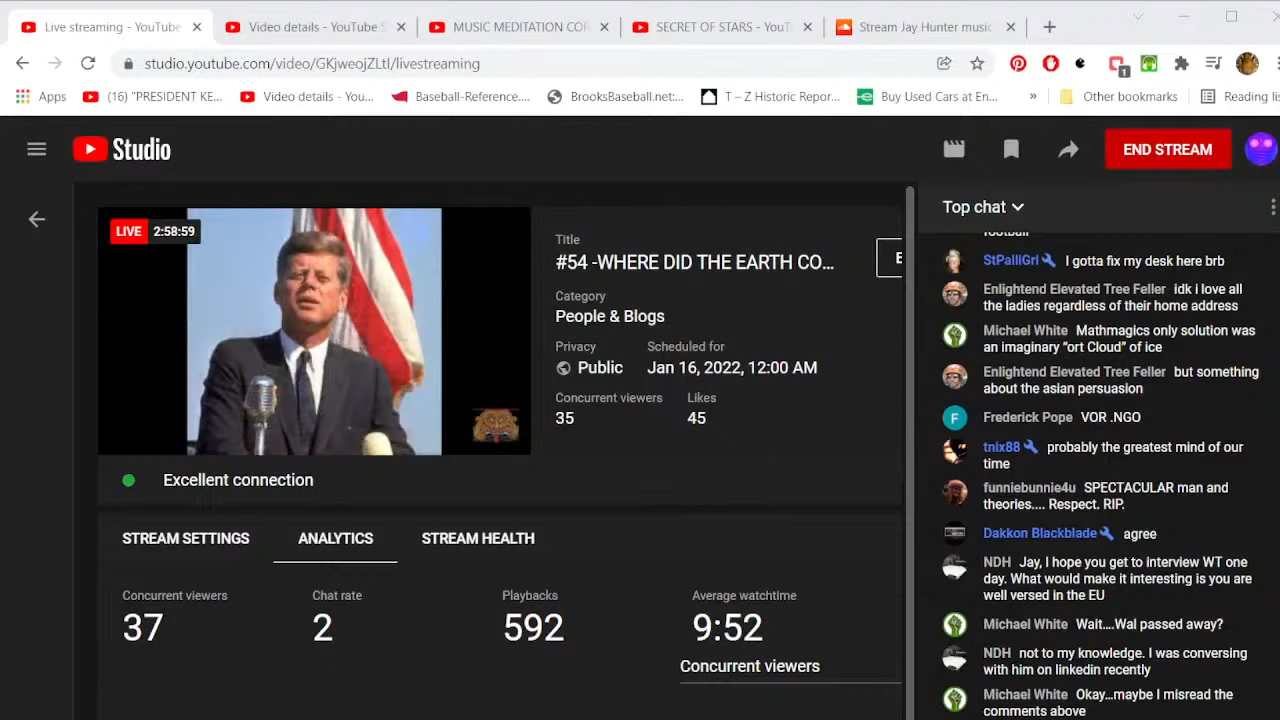 Live streaming - YouTube
Video details - YouTube S
MUSIC MEDITATION COR
SECRET OF STARS - YouT
Stream Jay Hunter music
studio.youtube.com/video/GKjweojZLtI/livestreaming
1
Apps
(16) "PRESIDENT KE...
Video details - You...
Baseball-Reference....
BrooksBaseball.net:...
T – Z Historic Repor...
Buy Used Cars at En...
»
Other bookmarks
Reading lis
Studio
END STREAM
LIVE 2:58:59
Title
#54 -WHERE DID THE EARTH CO...
E
Category
People & Blogs
Privacy
Scheduled for
Public
Jan 16, 2022, 12:00 AM
Concurrent viewers
Likes
35
45
Excellent connection
STREAM SETTINGS
ANALYTICS
STREAM HEALTH
Concurrent viewers
Chat rate
Playbacks
Average watchtime
37
2
592
9:52
Concurrent viewers
Top chat
football
StPalliGrl I gotta fix my desk here brb
Enlightend Elevated Tree Feller idk i love all
the ladies regardless of their home address
Michael White Mathmagics only solution was
an imaginary “ort Cloud” of ice
Enlightend Elevated Tree Feller but something
about the asian persuasion
F
Frederick Pope VOR .NGO
tnix88 probably the greatest mind of our
time
funniebunnie4u SPECTACULAR man and
theories.... Respect. RIP.
Dakkon Blackblade agree
NDH Jay, I hope you get to interview WT one
day. What would make it interesting is you are
well versed in the EU
Michael White Wait....Wal passed away?
NDH not to my knowledge. I was conversing
with him on linkedin recently
Michael White Okay...maybe I misread the
comments above